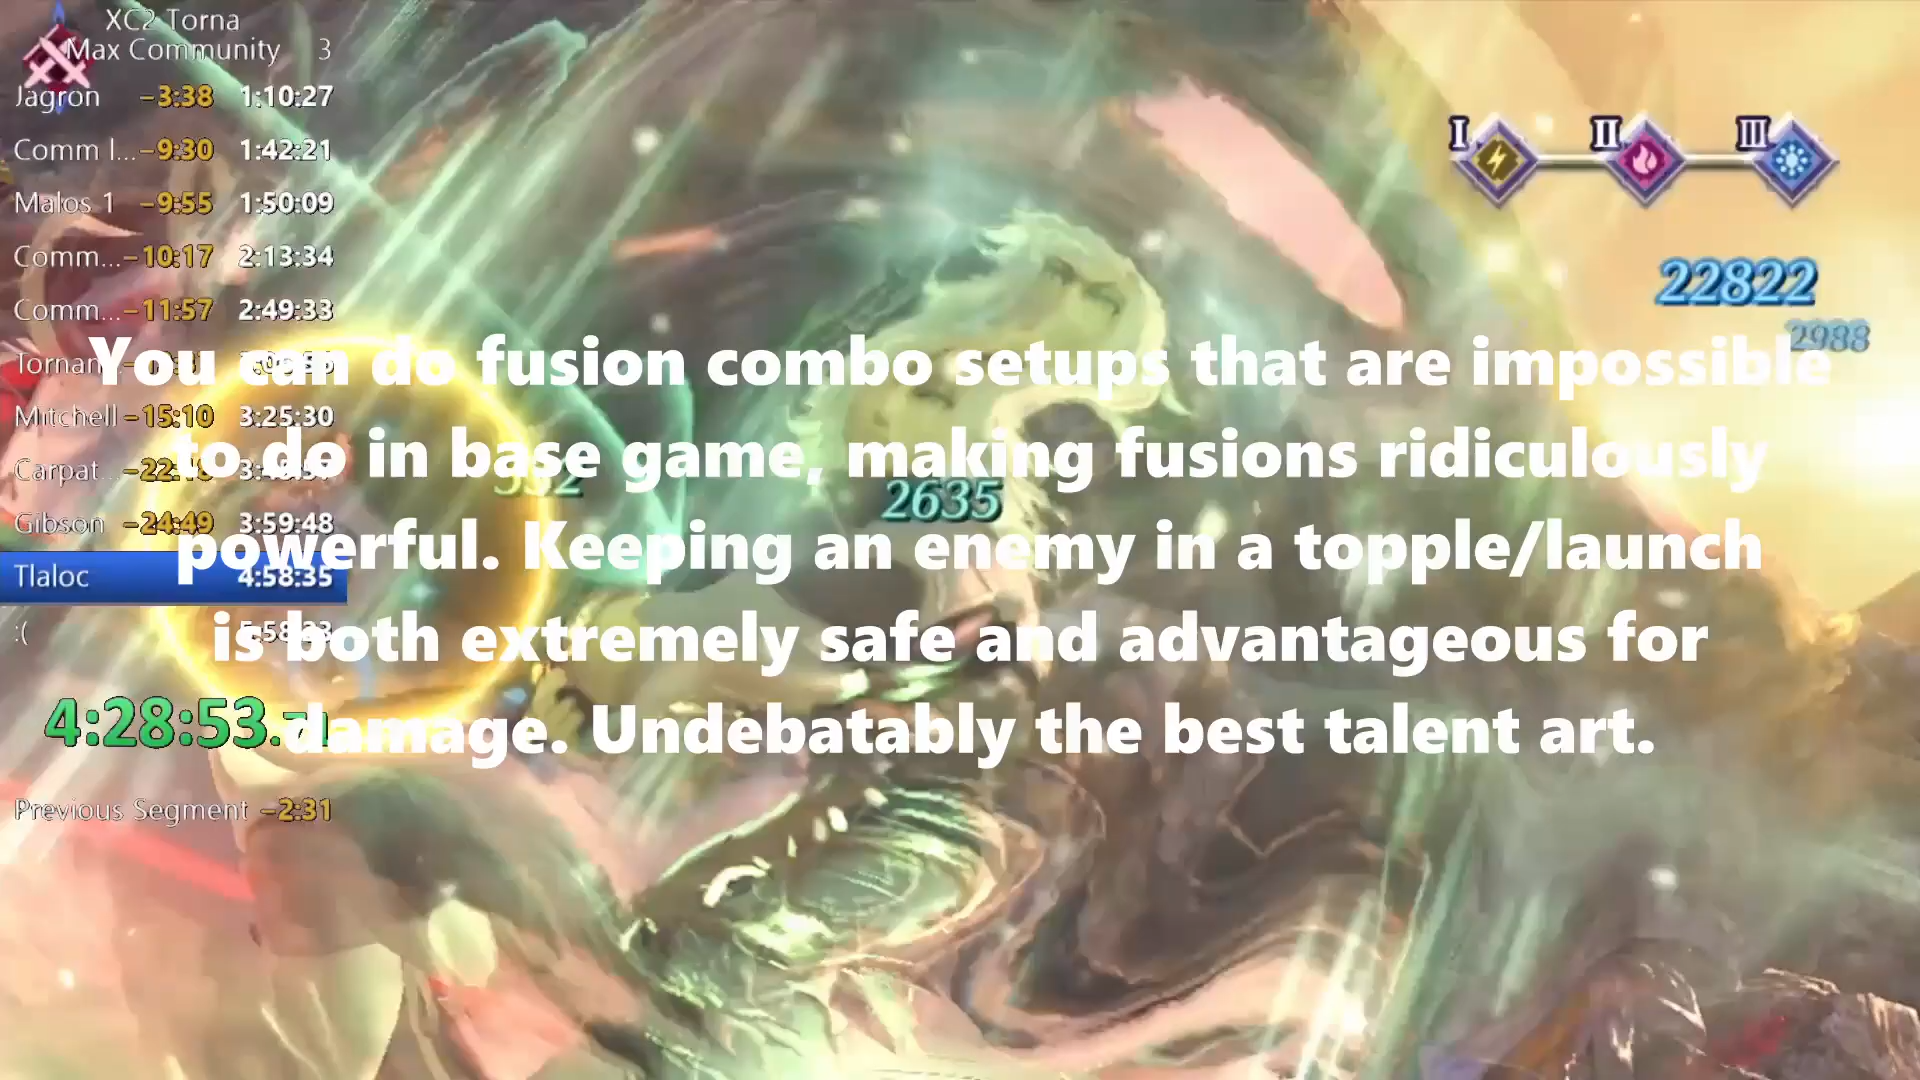 XC2 Torna
Max Community 3
Jagron −3:38 1:10:27
Comm l... −9:30 1:42:21
Malos 1 −9:55 1:50:09
Comm... −10:17 2:13:34
Comm... −11:57 2:49:33
Mitchell −15:10 3:25:30
Carpat...
Gibson −24:49 3:59:48
Tlaloc 4:58:35
:(
4:28:53.71
Previous Segment −2:31
I II III
22822
2988
2635
You can do fusion combo setups that are impossible
to do in base game, making fusions ridiculously
powerful. Keeping an enemy in a topple/launch
is both extremely safe and advantageous for
damage. Undebatably the best talent art.